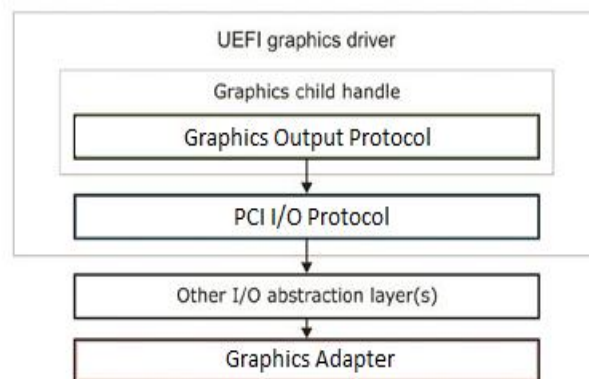 UEFI graphics driver
Graphics child handle
Graphics Output Protocol
PCI I/O Protocol
Other I/O abstraction layer(s)
Graphics Adapter